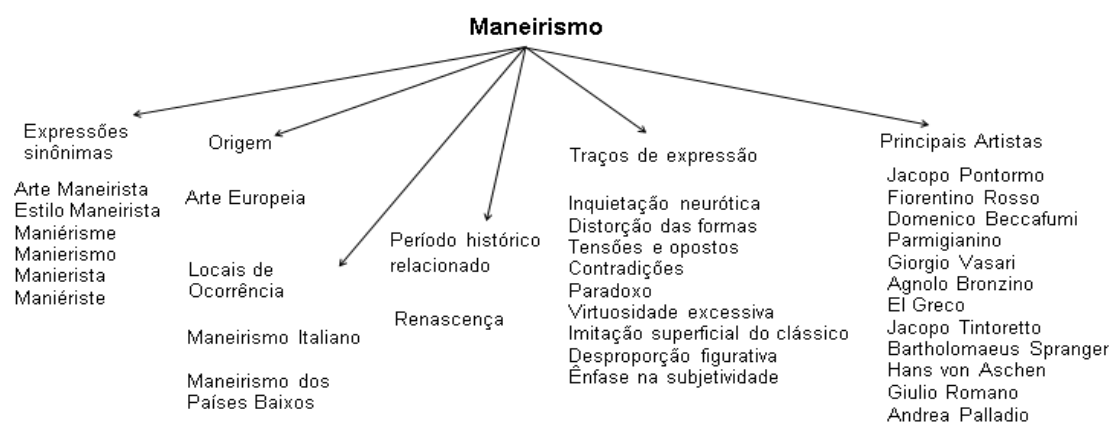 Maneirismo
Expressões
sinônimas
Arte Maneirista
Estilo Maneirista
Maniérisme
Manierismo
Manierista
Maniériste
Origem
Arte Europeia
Locais de
Ocorrência
Maneirismo Italiano
Maneirismo dos
Países Baixos
Período histórico
relacionado
Renascença
Traços de expressão
Inquietação neurótica
Distorção das formas
Tensões e opostos
Contradições
Paradoxo
Virtuosidade excessiva
Imitação superficial do clássico
Desproporção figurativa
Ênfase na subjetividade
Principais Artistas
Jacopo Pontormo
Fiorentino Rosso
Domenico Beccafumi
Parmigianino
Giorgio Vasari
Agnolo Bronzino
El Greco
Jacopo Tintoretto
Bartholomaeus Spranger
Hans von Aschen
Giulio Romano
Andrea Palladio